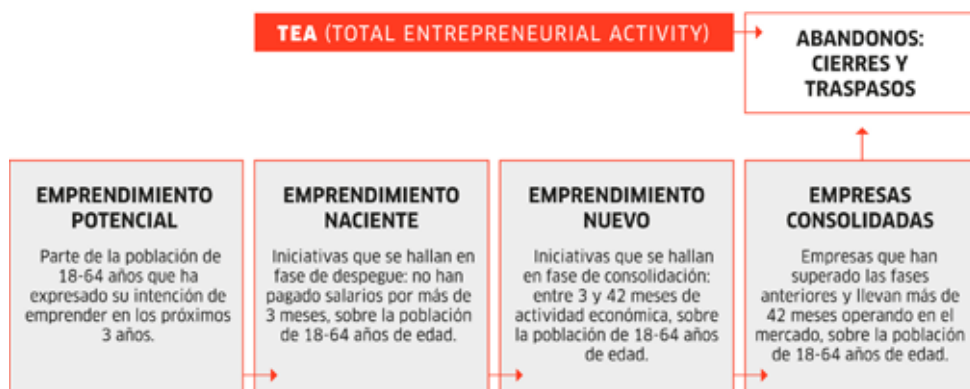 TEA (TOTAL ENTREPRENEURIAL ACTIVITY)
ABANDONOS:
CIERRES Y
TRASPASOS
EMPRENDIMIENTO
POTENCIAL
Parte de la población de
18-64 años que ha
expresado su intención de
emprender en los próximos
3 años.
EMPRENDIMIENTO
NACIENTE
Iniciativas que se hallan en
fase de despegue: no han
pagado salarios por más de
3 meses, sobre la población
de 18-64 años de edad.
EMPRENDIMIENTO
NUEVO
Iniciativas que se hallan
en fase de consolidación:
entre 3 y 42 meses de
actividad económica, sobre
la población de 18-64 años
de edad.
EMPRESAS
CONSOLIDADAS
Empresas que han
superado las fases
anteriores y llevan más de
42 meses operando en el
mercado, sobre la población
de 18-64 años de edad.